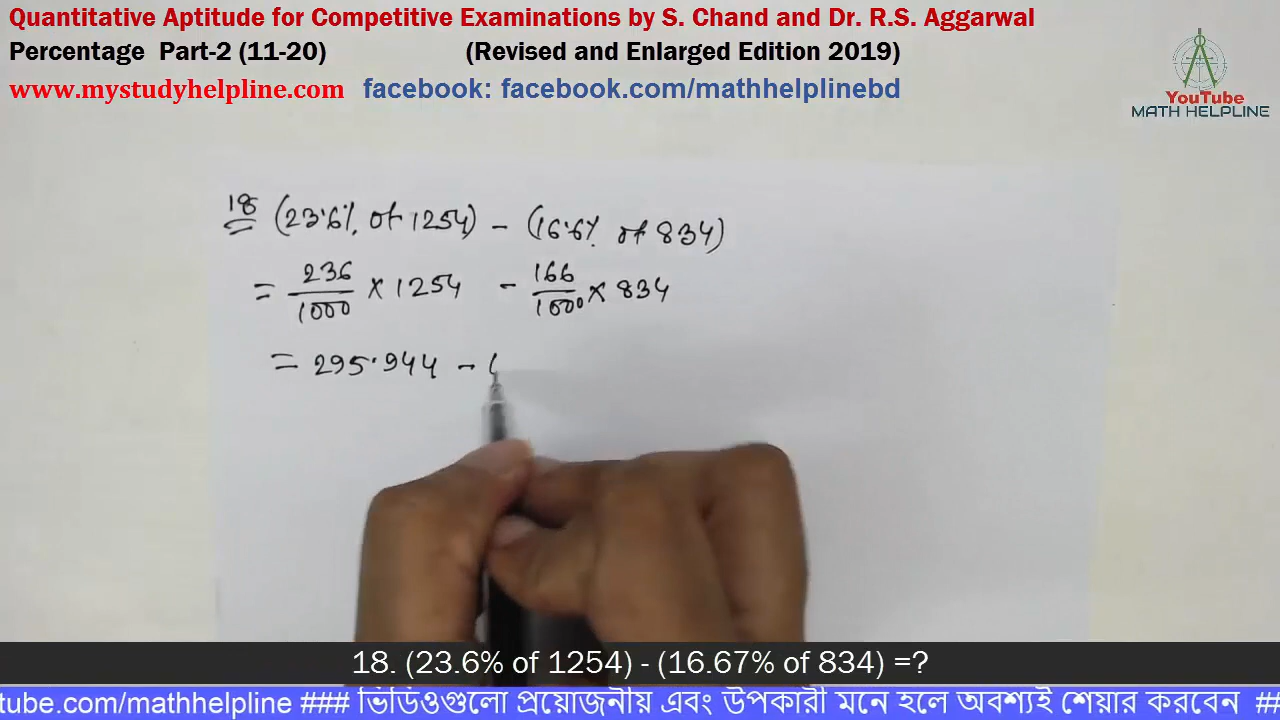 Quantitative Aptitude for Competitive Examinations by S. Chand and Dr. R.S. Aggarwal
Percentage Part-2 (11-20) (Revised and Enlarged Edition 2019)
www.mystudyhelpline.com facebook: facebook.com/mathhelplinebd
YouTube
MATH HELPLINE
18 (23.6% of 1254) - (16.6% of 834)
= 236/1000 × 1254 - 166/1000 × 834
= 295.944 -
18. (23.6% of 1254) - (16.67% of 834) =?
tube.com/mathhelpline ### ভিডিওগুলো প্রয়োজনীয় এবং উপকারী মনে হলে অবশ্যই শেয়ার করবেন ##